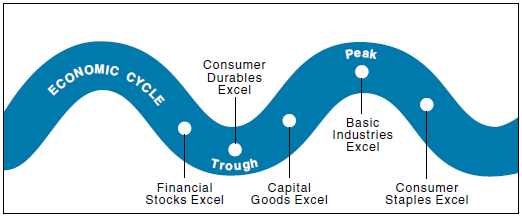 ECONOMIC CYCLE
Consumer
Durables
Excel
Peak
Trough
Financial
Stocks Excel
Capital
Goods Excel
Basic
Industries
Excel
Consumer
Staples Excel